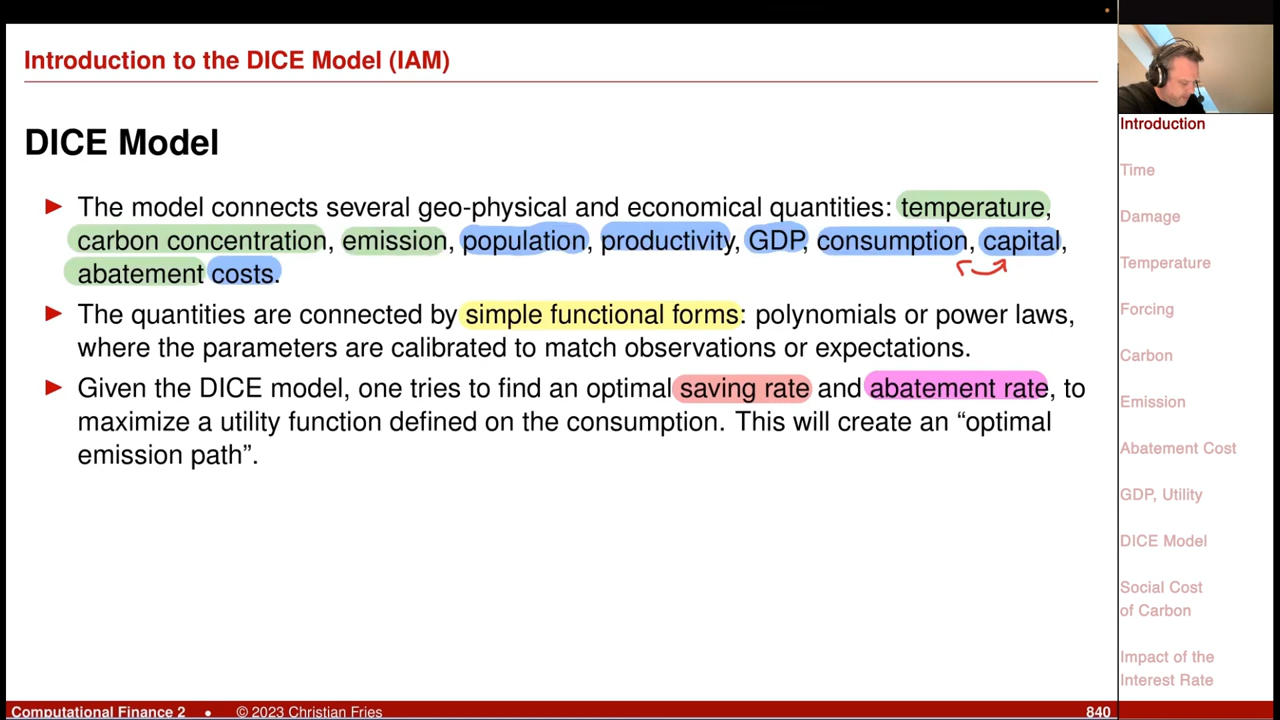 Introduction to the DICE Model (IAM)
DICE Model
► The model connects several geo-physical and economical quantities: temperature,
carbon concentration, emission, population, productivity, GDP, consumption, capital,
abatement costs.
► The quantities are connected by simple functional forms: polynomials or power laws,
where the parameters are calibrated to match observations or expectations.
► Given the DICE model, one tries to find an optimal saving rate and abatement rate, to
maximize a utility function defined on the consumption. This will create an “optimal
emission path”.
Introduction
Time
Damage
Temperature
Forcing
Carbon
Emission
Abatement Cost
GDP, Utility
DICE Model
Social Cost
of Carbon
Impact of the
Interest Rate
Computational Finance 2 • © 2023 Christian Fries 840